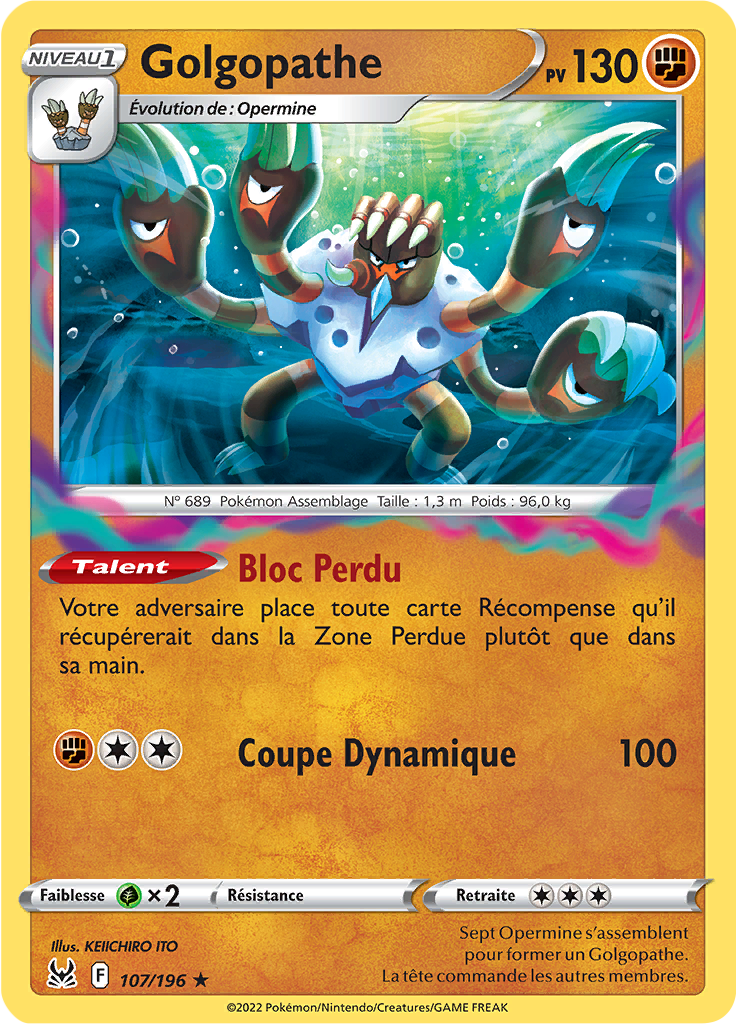 NIVEAU 1
Golgopathe
PV 130
Évolution de : Opermine
N° 689 Pokémon Assemblage Taille : 1,3 m Poids : 96,0 kg
Talent Bloc Perdu
Votre adversaire place toute carte Récompense qu'il
récupérerait dans la Zone Perdue plutôt que dans
sa main.
Coupe Dynamique 100
Faiblesse ×2 Résistance Retraite
Illus. KEIICHIRO ITO
F 107/196 ★
Sept Opermine s'assemblent
pour former un Golgopathe.
La tête commande les autres membres.
©2022 Pokémon/Nintendo/Creatures/GAME FREAK